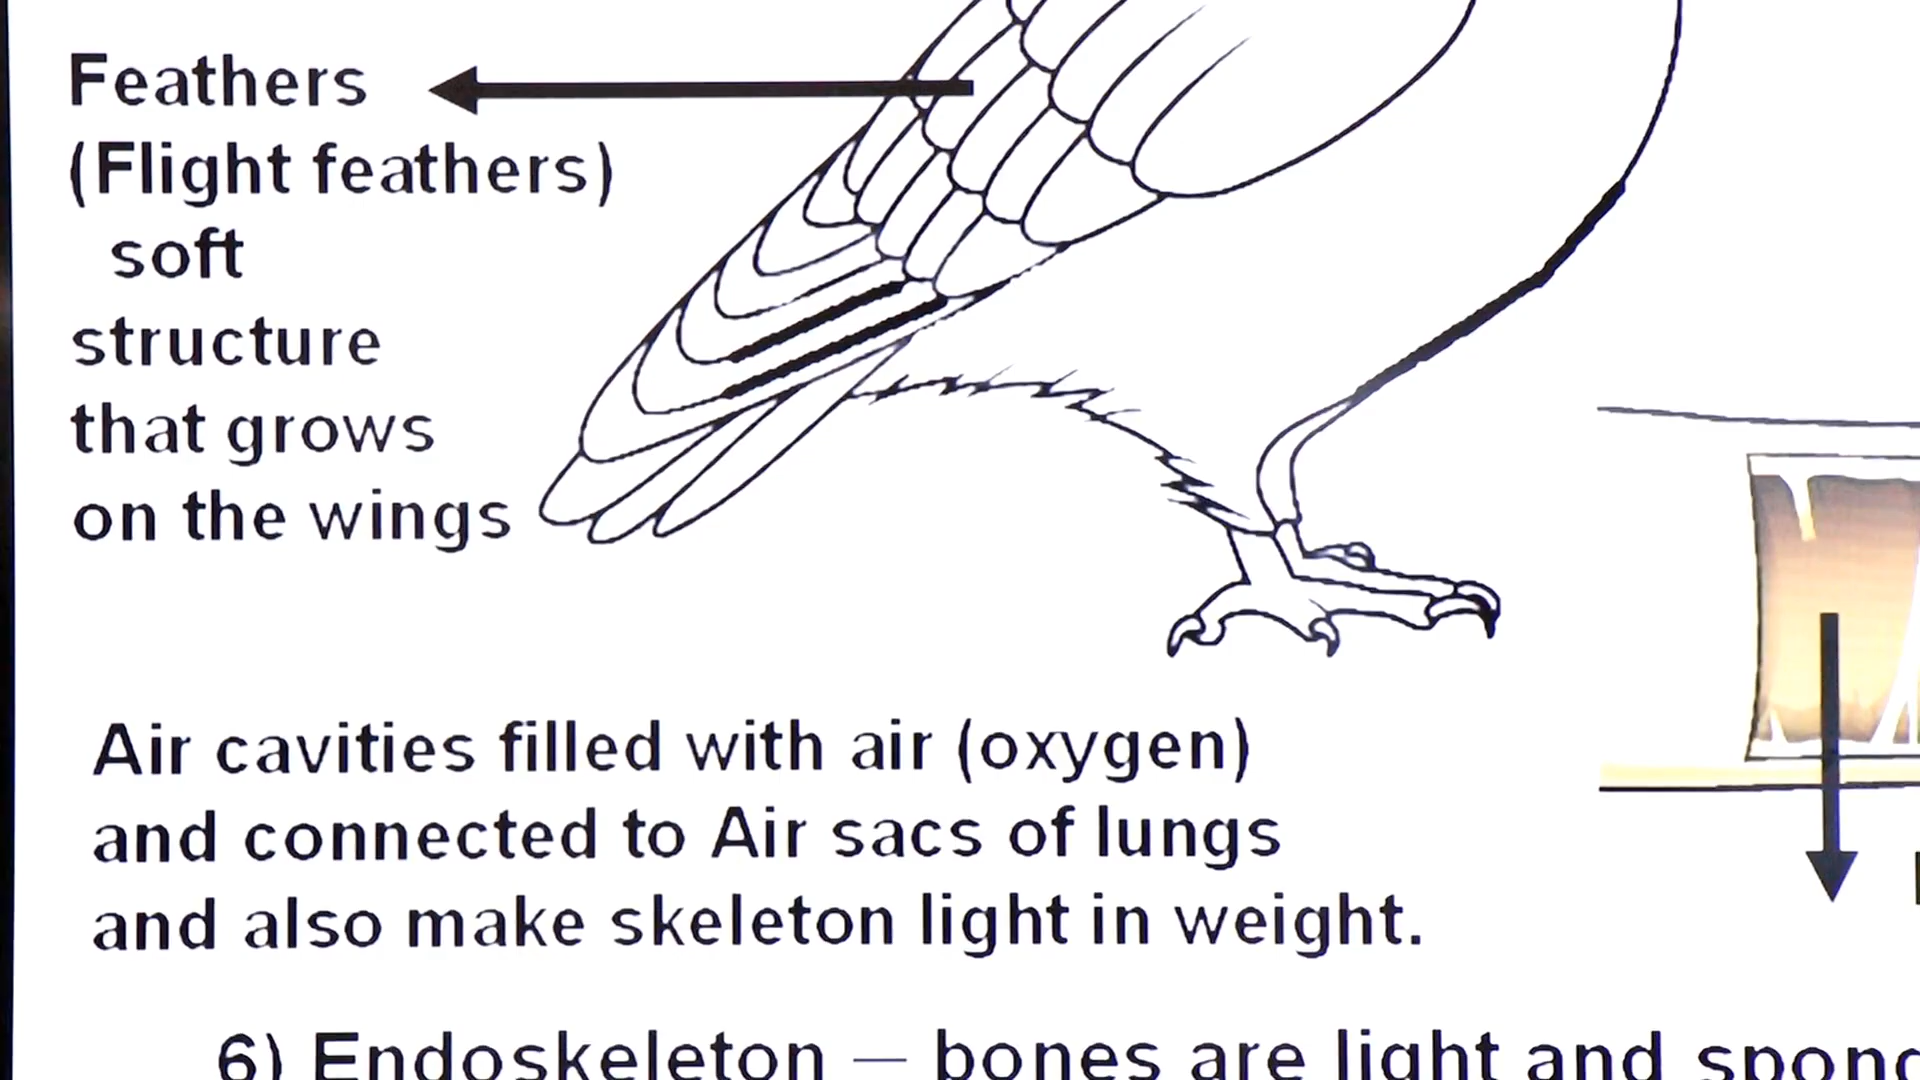 Feathers
(Flight feathers)
soft
structure
that grows
on the wings
Air cavities filled with air (oxygen)
and connected to Air sacs of lungs
and also make skeleton light in weight.
6) Endoskeleton — bones are light and